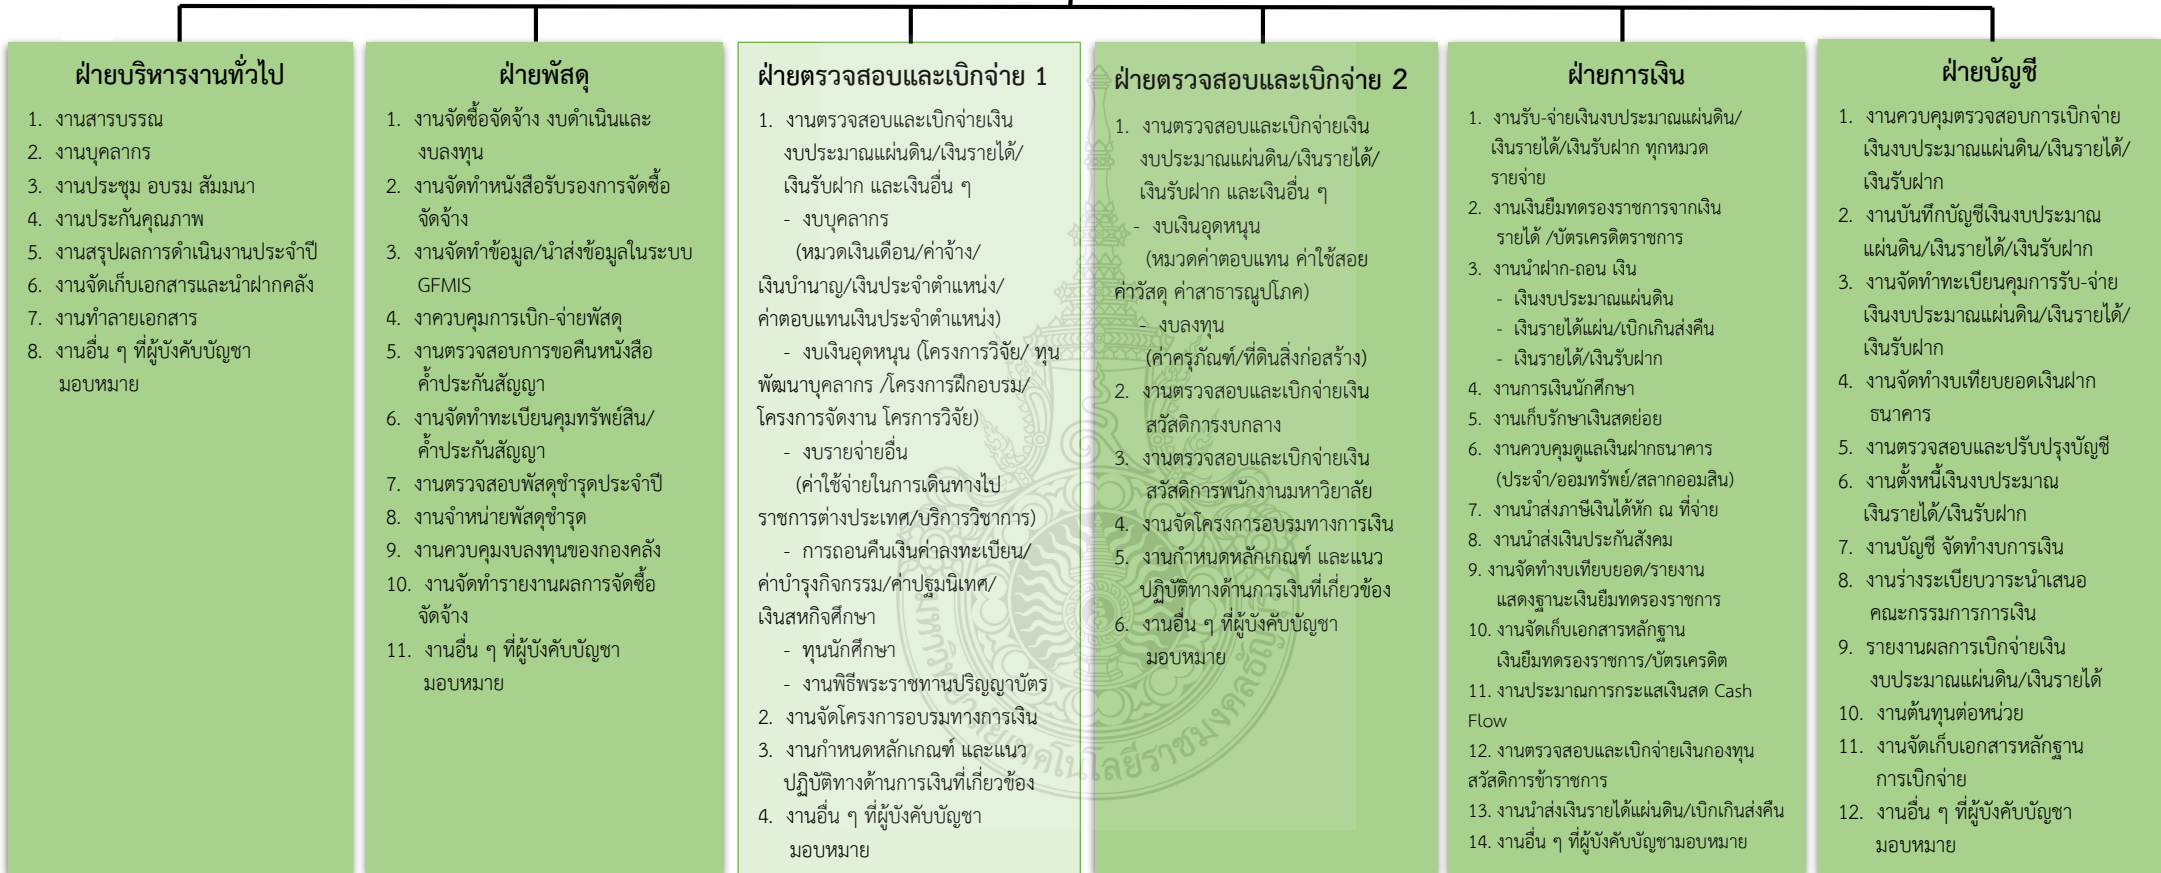 ฝ่ายบริหารงานทั่วไป
1. งานสารบรรณ
2. งานบุคลากร
3. งานประชุม อบรม สัมมนา
4. งานประกันคุณภาพ
5. งานสรุปผลการดำเนินงานประจำปี
6. งานจัดเก็บเอกสารและนำฝากคลัง
7. งานทำลายเอกสาร
8. งานอื่น ๆ ที่ผู้บังคับบัญชา
มอบหมาย
ฝ่ายพัสดุ
1. งานจัดซื้อจัดจ้าง งบดำเนินและ
งบลงทุน
2. งานจัดทำหนังสือรับรองการจัดซื้อ
จัดจ้าง
3. งานจัดทำข้อมูล/นำส่งข้อมูลในระบบ
GFMIS
4. งาควบคุมการเบิก-จ่ายพัสดุ
5. งานตรวจสอบการขอคืนหนังสือ
ค้ำประกันสัญญา
6. งานจัดทำทะเบียนคุมทรัพย์สิน/
ค้ำประกันสัญญา
7. งานตรวจสอบพัสดุชำรุดประจำปี
8. งานจำหน่ายพัสดุชำรุด
9. งานควบคุมงบลงทุนของกองคลัง
10. งานจัดทำรายงานผลการจัดซื้อ
จัดจ้าง
11. งานอื่น ๆ ที่ผู้บังคับบัญชา
มอบหมาย
ฝ่ายตรวจสอบและเบิกจ่าย 1
1. งานตรวจสอบและเบิกจ่ายเงิน
งบประมาณแผ่นดิน/เงินรายได้/
เงินรับฝาก และเงินอื่น ๆ
- งบบุคลากร
(หมวดเงินเดือน/ค่าจ้าง/
เงินบำนาญ/เงินประจำตำแหน่ง/
ค่าตอบแทนเงินประจำตำแหน่ง)
- งบเงินอุดหนุน (โครงการวิจัย/ ทุน
พัฒนาบุคลากร /โครงการฝึกอบรม/
โครงการจัดงาน โครการวิจัย)
- งบรายจ่ายอื่น
(ค่าใช้จ่ายในการเดินทางไป
ราชการต่างประเทศ/บริการวิชาการ)
- การถอนคืนเงินค่าลงทะเบียน/
ค่าบำรุงกิจกรรม/ค่าปฐมนิเทศ/
เงินสหกิจศึกษา
- ทุนนักศึกษา
- งานพิธีพระราชทานปริญญาบัตร
2. งานจัดโครงการอบรมทางการเงิน
3. งานกำหนดหลักเกณฑ์ และแนว
ปฏิบัติทางด้านการเงินที่เกี่ยวข้อง
4. งานอื่น ๆ ที่ผู้บังคับบัญชา
มอบหมาย
ฝ่ายตรวจสอบและเบิกจ่าย 2
1. งานตรวจสอบและเบิกจ่ายเงิน
งบประมาณแผ่นดิน/เงินรายได้/
เงินรับฝาก และเงินอื่น ๆ
- งบเงินอุดหนุน
(หมวดค่าตอบแทน ค่าใช้สอย
ค่าวัสดุ ค่าสาธารณูปโภค)
- งบลงทุน
(ค่าครุภัณฑ์/ที่ดินสิ่งก่อสร้าง)
2. งานตรวจสอบและเบิกจ่ายเงิน
สวัสดิการงบกลาง
3. งานตรวจสอบและเบิกจ่ายเงิน
สวัสดิการพนักงานมหาวิยาลัย
4. งานจัดโครงการอบรมทางการเงิน
5. งานกำหนดหลักเกณฑ์ และแนว
ปฏิบัติทางด้านการเงินที่เกี่ยวข้อง
6. งานอื่น ๆ ที่ผู้บังคับบัญชา
มอบหมาย
ฝ่ายการเงิน
1. งานรับ-จ่ายเงินงบประมาณแผ่นดิน/
เงินรายได้/เงินรับฝาก ทุกหมวด
รายจ่าย
2. งานเงินยืมทดรองราชการจากเงิน
รายได้ /บัตรเครดิตราชการ
3. งานนำฝาก-ถอน เงิน
- เงินงบประมาณแผ่นดิน
- เงินรายได้แผ่น/เบิกเกินส่งคืน
- เงินรายได้/เงินรับฝาก
4. งานการเงินนักศึกษา
5. งานเก็บรักษาเงินสดย่อย
6. งานควบคุมดูแลเงินฝากธนาคาร
(ประจำ/ออมทรัพย์/สลากออมสิน)
7. งานนำส่งภาษีเงินได้หัก ณ ที่จ่าย
8. งานนำส่งเงินประกันสังคม
9. งานจัดทำงบเทียบยอด/รายงาน
แสดงฐานะเงินยืมทดรองราชการ
10. งานจัดเก็บเอกสารหลักฐาน
เงินยืมทดรองราชการ/บัตรเครดิต
11. งานประมาณการกระแสเงินสด Cash
Flow
12. งานตรวจสอบและเบิกจ่ายเงินกองทุน
สวัสดิการข้าราชการ
13. งานนำส่งเงินรายได้แผ่นดิน/เบิกเกินส่งคืน
14. งานอื่น ๆ ที่ผู้บังคับบัญชามอบหมาย
ฝ่ายบัญชี
1. งานควบคุมตรวจสอบการเบิกจ่าย
เงินงบประมาณแผ่นดิน/เงินรายได้/
เงินรับฝาก
2. งานบันทึกบัญชีเงินงบประมาณ
แผ่นดิน/เงินรายได้/เงินรับฝาก
3. งานจัดทำทะเบียนคุมการรับ-จ่าย
เงินงบประมาณแผ่นดิน/เงินรายได้/
เงินรับฝาก
4. งานจัดทำงบเทียบยอดเงินฝาก
ธนาคาร
5. งานตรวจสอบและปรับปรุงบัญชี
6. งานตั้งหนี้เงินงบประมาณ
เงินรายได้/เงินรับฝาก
7. งานบัญชี จัดทำงบการเงิน
8. งานร่างระเบียบวาระนำเสนอ
คณะกรรมการการเงิน
9. รายงานผลการเบิกจ่ายเงิน
งบประมาณแผ่นดิน/เงินรายได้
10. งานต้นทุนต่อหน่วย
11. งานจัดเก็บเอกสารหลักฐาน
การเบิกจ่าย
12. งานอื่น ๆ ที่ผู้บังคับบัญชา
มอบหมาย
มหาวิทยาลัยเทคโนโลยีราชมงคลธัญบุรี